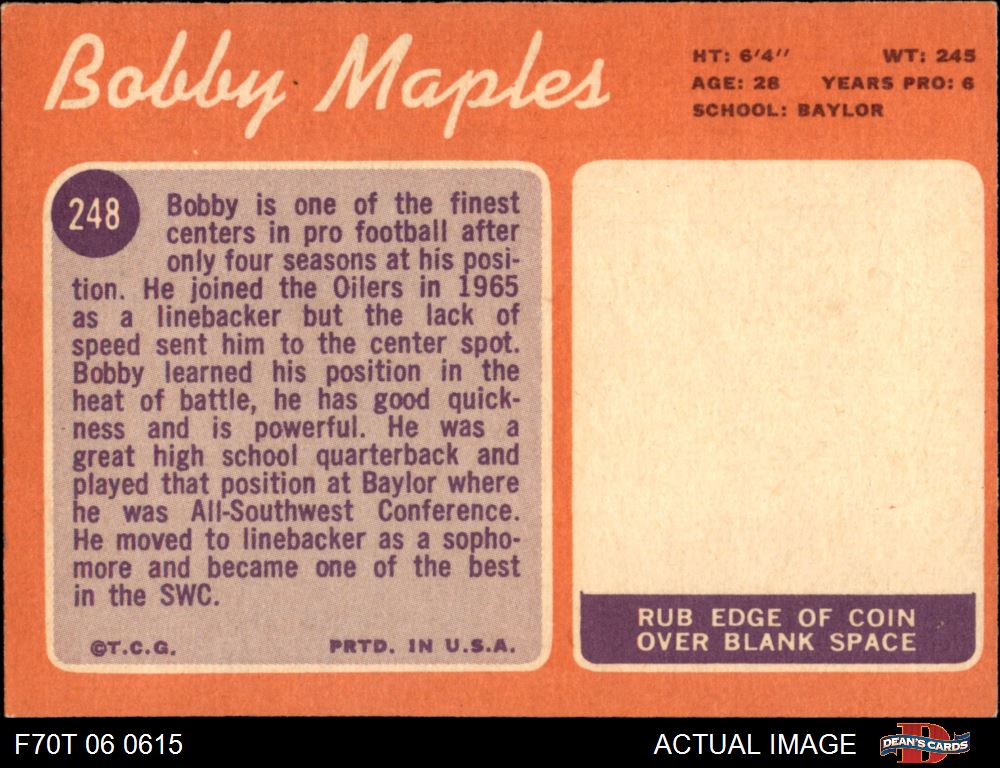 Bobby Maples
HT: 6'4'' WT: 245
AGE: 28 YEARS PRO: 6
SCHOOL: BAYLOR
248
Bobby is one of the finest
centers in pro football after
only four seasons at his posi-
tion. He joined the Oilers in 1965
as a linebacker but the lack of
speed sent him to the center spot.
Bobby learned his position in the
heat of battle, he has good quick-
ness and is powerful. He was a
great high school quarterback and
played that position at Baylor where
he was All-Southwest Conference.
He moved to linebacker as a sopho-
more and became one of the best
in the SWC.
©T.C.G. PRTD. IN U.S.A.
RUB EDGE OF COIN
OVER BLANK SPACE
F70T 06 0615
ACTUAL IMAGE
D
DEAN'S CARDS